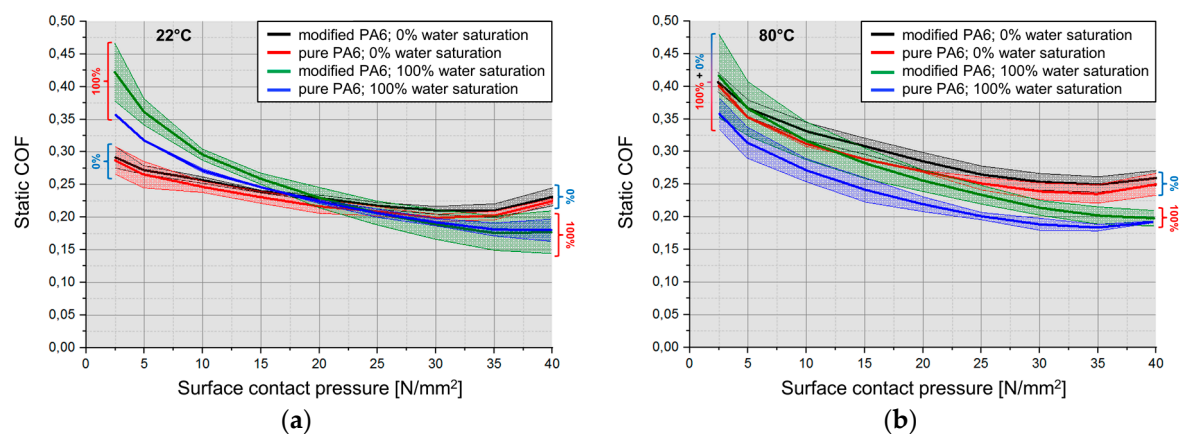 22°C
modified PA6; 0% water saturation
pure PA6; 0% water saturation
modified PA6; 100% water saturation
pure PA6; 100% water saturation
Static COF
0,50
0,45
0,40
0,35
0,30
0,25
0,20
0,15
0,10
0,05
0,00
100%
0%
0%
100%
0 5 10 15 20 25 30 35 40
Surface contact pressure [N/mm²]
(a)
80°C
modified PA6; 0% water saturation
pure PA6; 0% water saturation
modified PA6; 100% water saturation
pure PA6; 100% water saturation
Static COF
0,50
0,45
0,40
0,35
0,30
0,25
0,20
0,15
0,10
0,05
0,00
100% + 0%
0%
100%
0 5 10 15 20 25 30 35 40
Surface contact pressure [N/mm²]
(b)